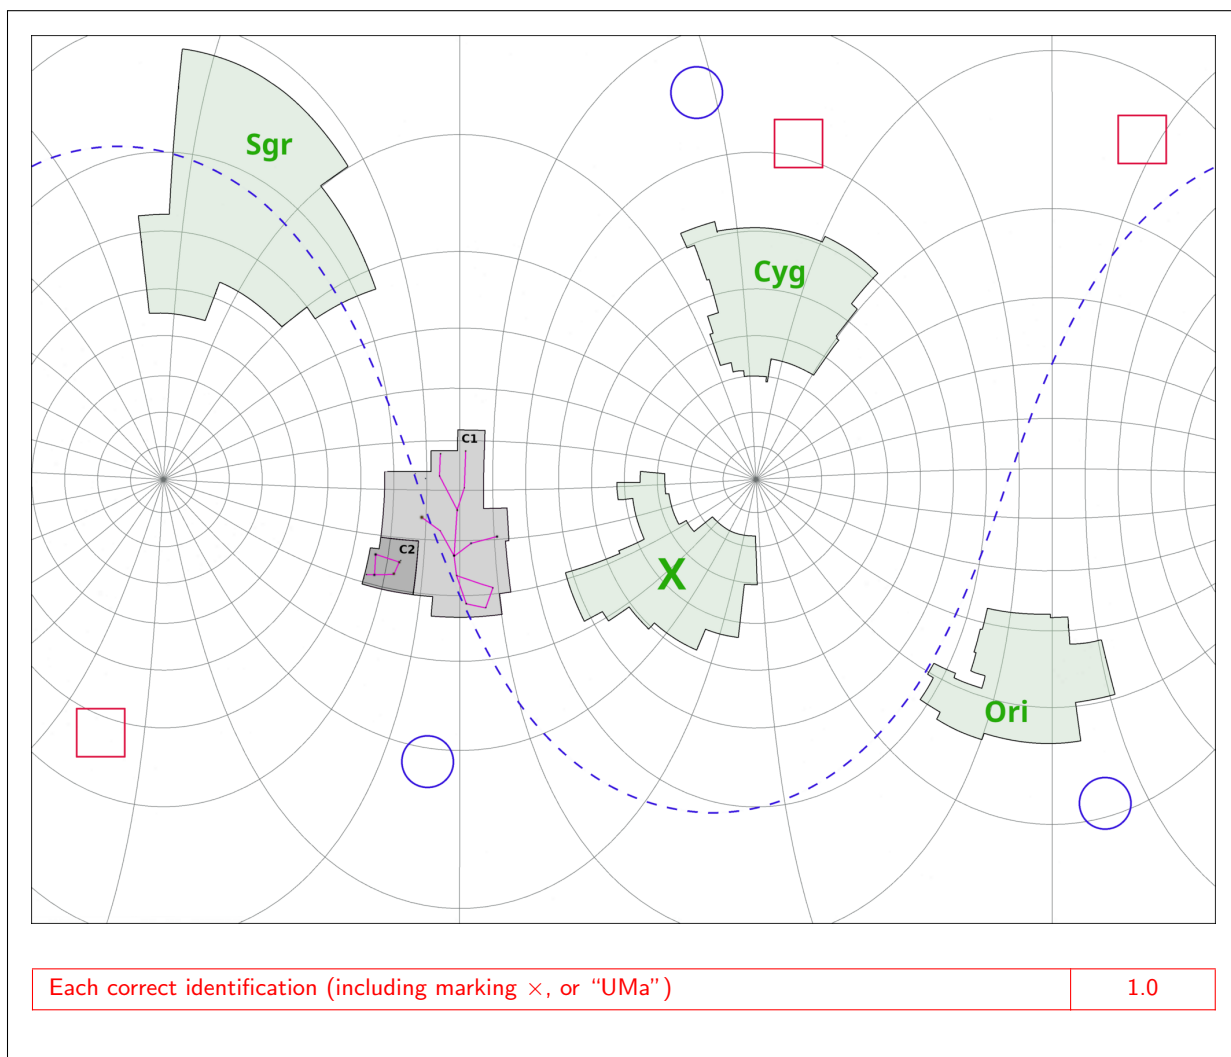 Sgr
Cyg
C1
C2
X
Ori
Each correct identification (including marking ×, or “UMa”) 1.0